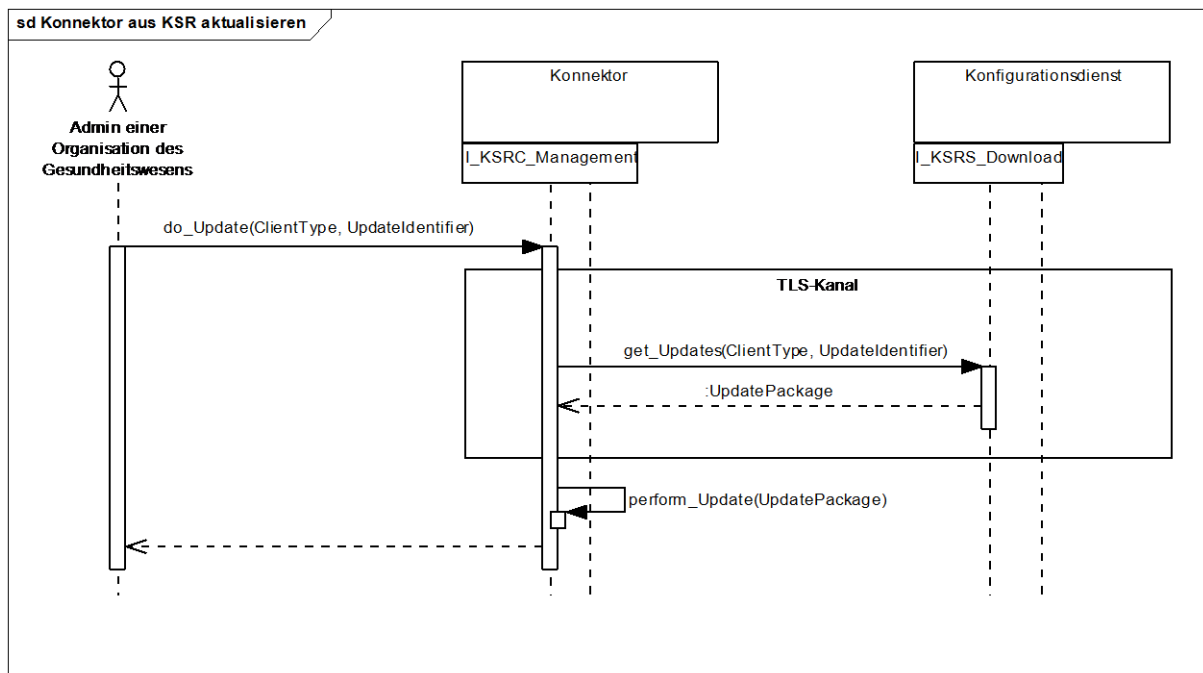 sd Konnektor aus KSR aktualisieren
Konnektor
Konfigurationsdienst
Admin einer
Organisation des
Gesundheitswesens
I_KSRC_Management
I_KSRS_Download
do_Update(ClientType, UpdateIdentifier)
TLS-Kanal
get_Updates(ClientType, UpdateIdentifier)
:UpdatePackage
perform_Update(UpdatePackage)